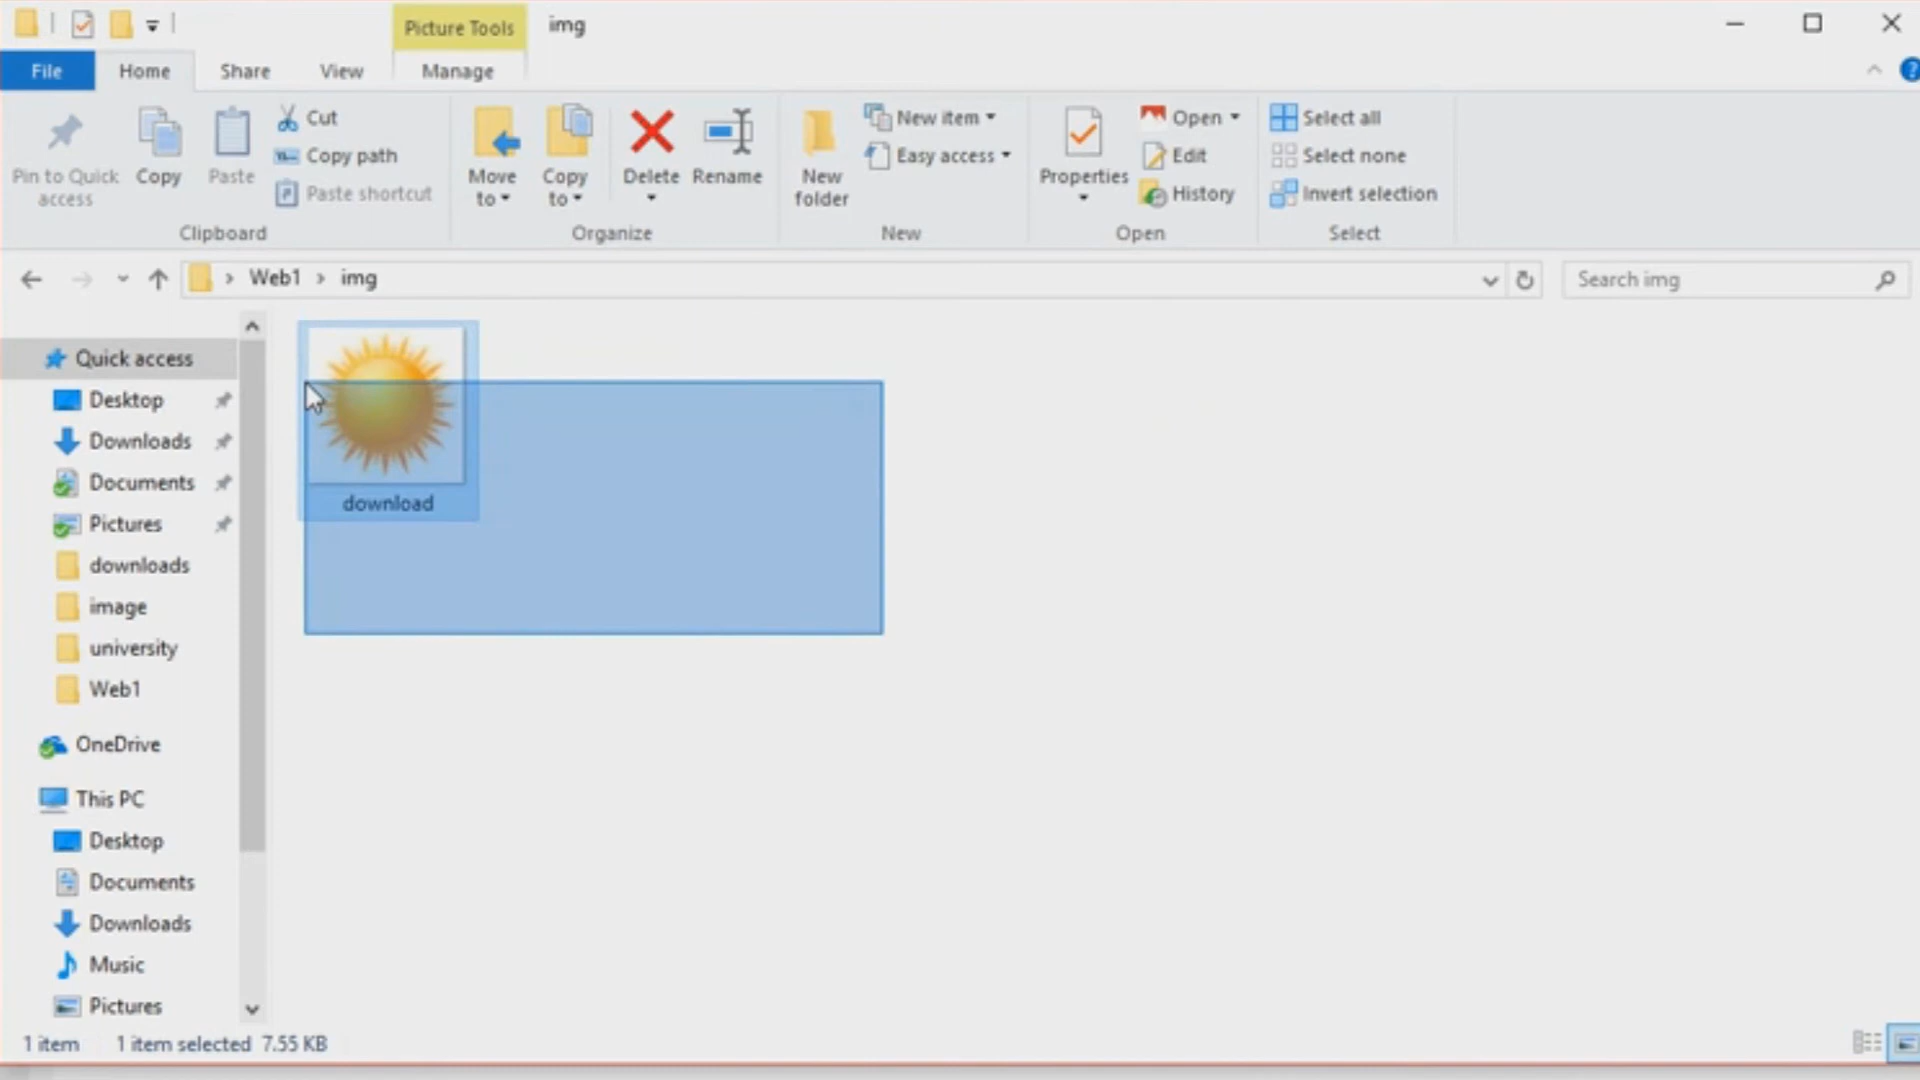 Picture Tools
img
File
Home
Share
View
Manage
?
Pin to Quick
access
Copy
Paste
Cut
Copy path
Paste shortcut
Clipboard
Move
to
Copy
to
Delete
Rename
Organize
New
folder
New item
Easy access
New
Properties
Open
Edit
History
Open
Select all
Select none
Invert selection
Select
Web1
img
Search img
Quick access
Desktop
Downloads
Documents
Pictures
downloads
image
university
Web1
OneDrive
This PC
Desktop
Documents
Downloads
Music
Pictures
download
1 item
1 item selected 7.55 KB